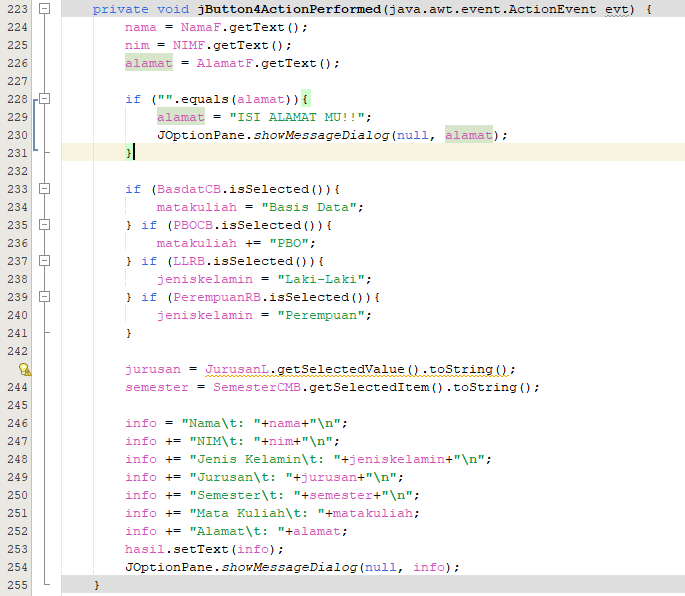 223 private void jButton4ActionPerformed(java.awt.event.ActionEvent evt) {
224 nama = NamaF.getText();
225 nim = NIMF.getText();
226 alamat = AlamatF.getText();
227
228 if ("".equals(alamat)){
229 alamat = "ISI ALAMAT MU!!";
230 JOptionPane.showMessageDialog(null, alamat);
231 }
232
233 if (BasdatCB.isSelected()){
234 matakuliah = "Basis Data";
235 } if (PBOCB.isSelected()){
236 matakuliah += "PBO";
237 } if (LLRB.isSelected()){
238 jeniskelamin = "Laki-Laki";
239 } if (PerempuanRB.isSelected()){
240 jeniskelamin = "Perempuan";
241 }
242
jurusan = JurusanL.getSelectedValue().toString();
244 semester = SemesterCMB.getSelectedItem().toString();
245
246 info = "Nama\t: "+nama+"\n";
247 info += "NIM\t: "+nim+"\n";
248 info += "Jenis Kelamin\t: "+jeniskelamin+"\n";
249 info += "Jurusan\t: "+jurusan+"\n";
250 info += "Semester\t: "+semester+"\n";
251 info += "Mata Kuliah\t: "+matakuliah;
252 info += "Alamat\t: "+alamat;
253 hasil.setText(info);
254 JOptionPane.showMessageDialog(null, info);
255 }